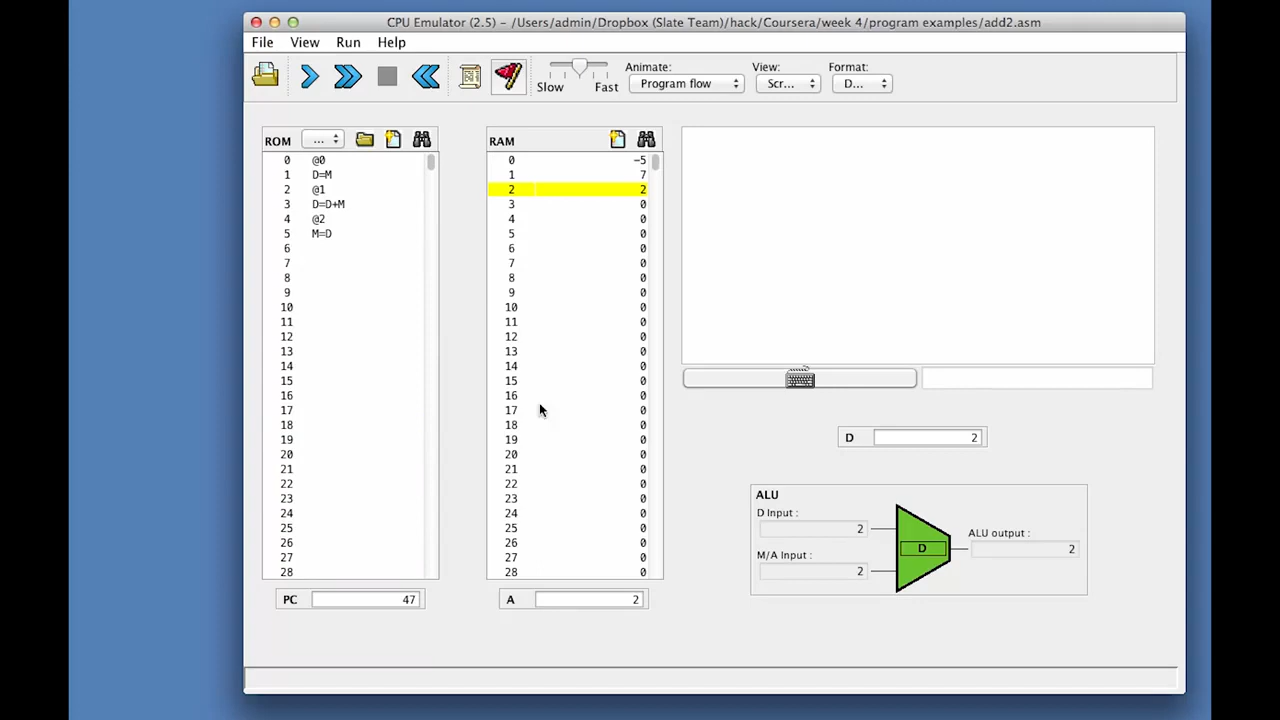 CPU Emulator (2.5) – /Users/admin/Dropbox (Slate Team)/hack/Coursera/week 4/program examples/add2.asm
File View Run Help
Slow Fast
Animate:
Program flow
View:
Scr...
Format:
D...
ROM ...
0 @0
1 D=M
2 @1
3 D=D+M
4 @2
5 M=D
6
7
8
9
10
11
12
13
14
15
16
17
18
19
20
21
22
23
24
25
26
27
28
PC 47
RAM
0 -5
1 7
2 2
3 0
4 0
5 0
6 0
7 0
8 0
9 0
10 0
11 0
12 0
13 0
14 0
15 0
16 0
17 0
18 0
19 0
20 0
21 0
22 0
23 0
24 0
25 0
26 0
27 0
28 0
A 2
D 2
ALU
D Input :
2
M/A Input :
2
D
ALU output :
2